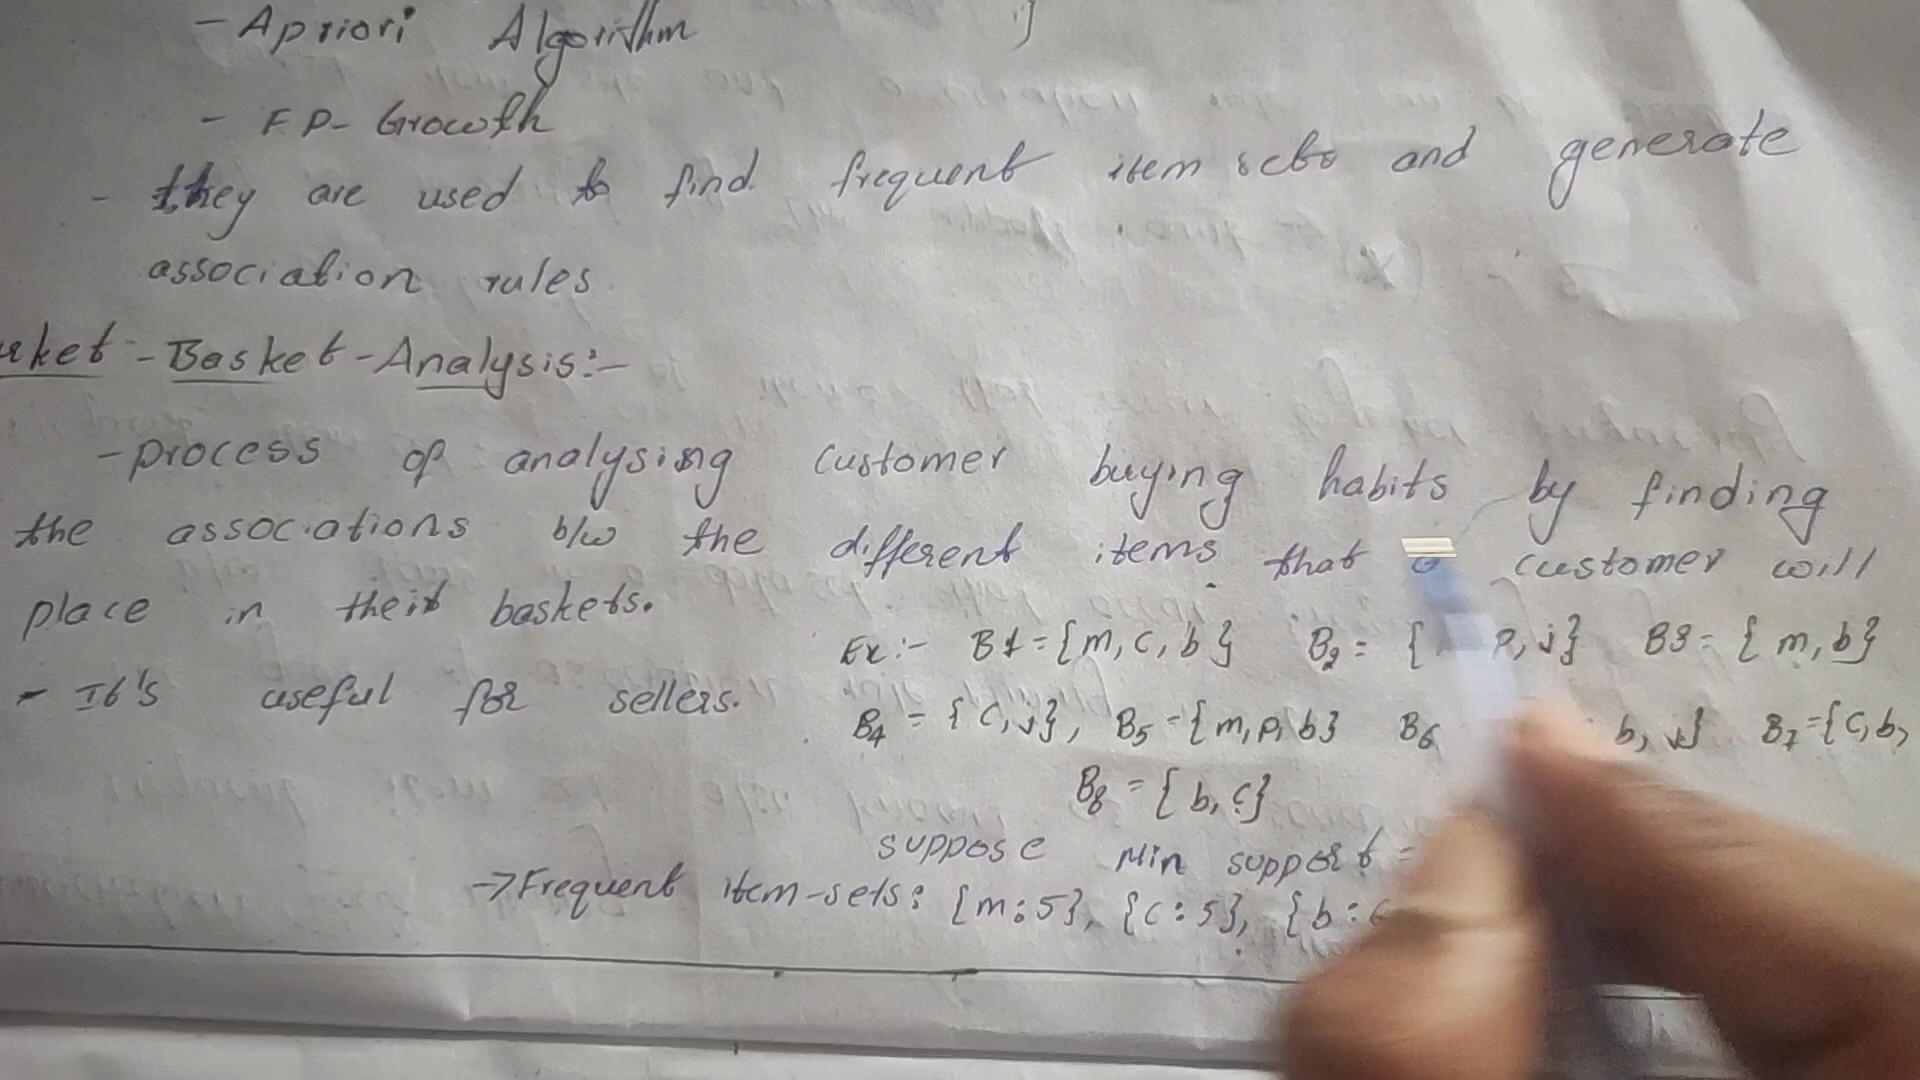 - Apriori Algorithm
- FP- Growth
- they are used to find frequent item sets and generate
association rules
rket - Basket - Analysis:-
- process of analysing customer buying habits by finding
the associations b/w the different items that a customer will
place in their baskets.
Ex:- B1 = {m, c, b} B2 = { p, j} B3 = { m, b}
- It's useful for sellers.
B4 = { c, j}, B5 = {m, p, b} B6 b, j} B7 = {c, b,
B8 = { b, c}
suppose Min support =
→ Frequent item-sets: {m:5}, {c:5}, {b:6